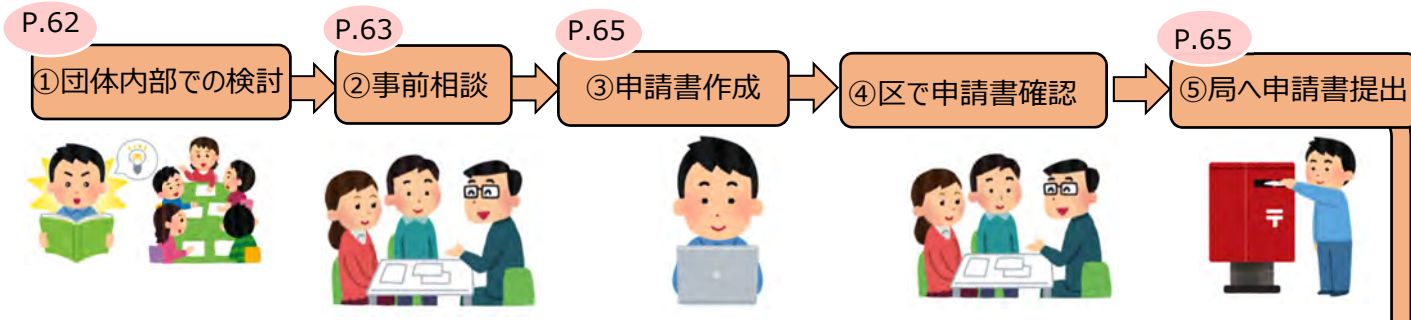 P.62
①団体内部での検討
P.63
②事前相談
P.65
③申請書作成
④区で申請書確認
P.65
⑤局へ申請書提出
〒